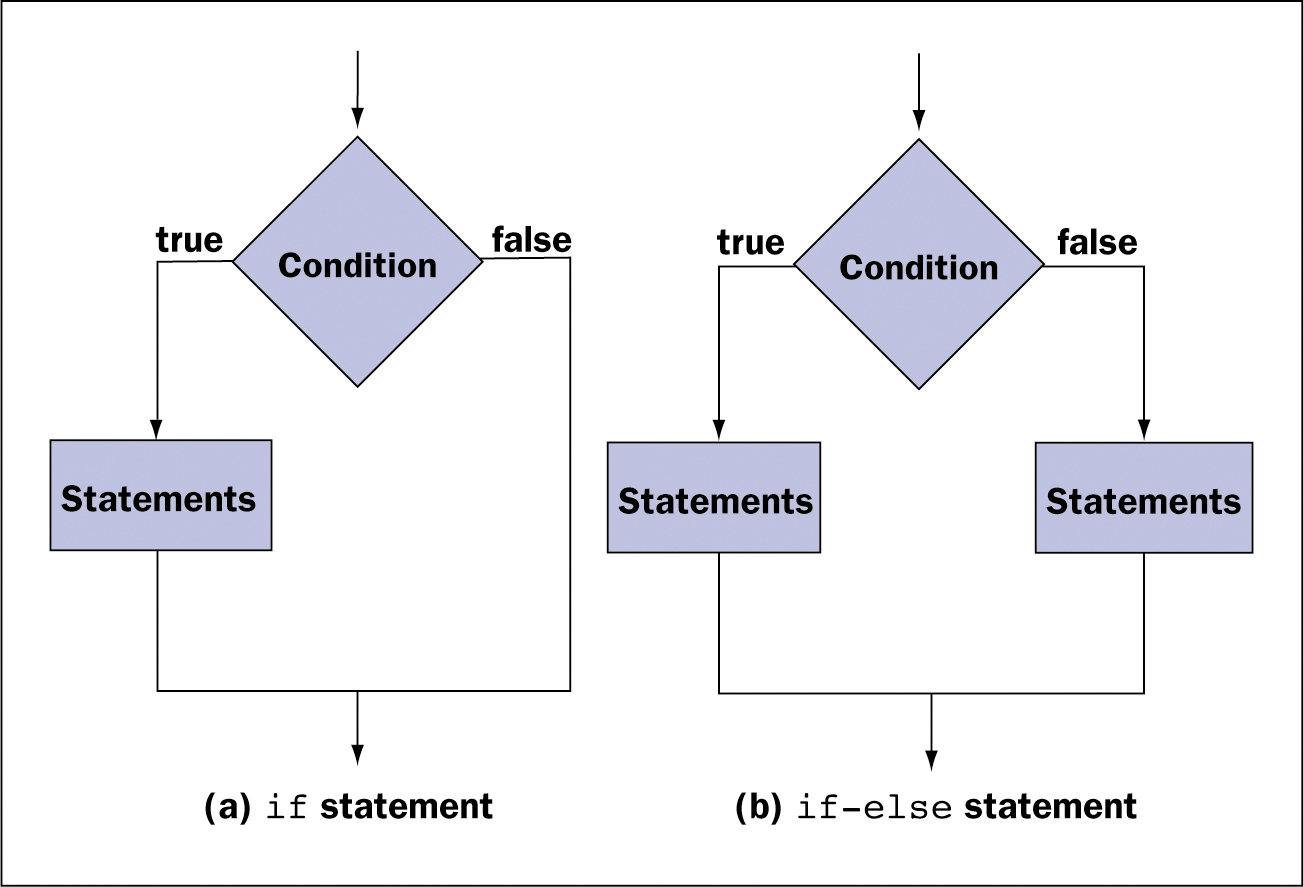 true
Condition
false
Statements
(a) if statement
true
Condition
false
Statements
Statements
(b) if-else statement